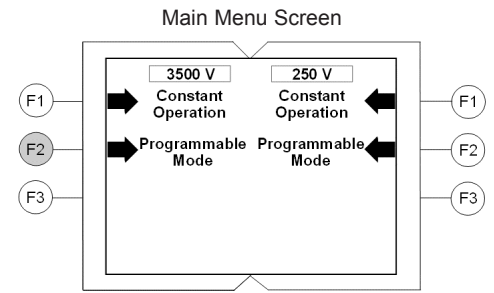 Main Menu Screen
3500 V 250 V
F1 Constant Constant F1
Operation Operation
F2 Programmable Programmable F2
Mode Mode
F3 F3